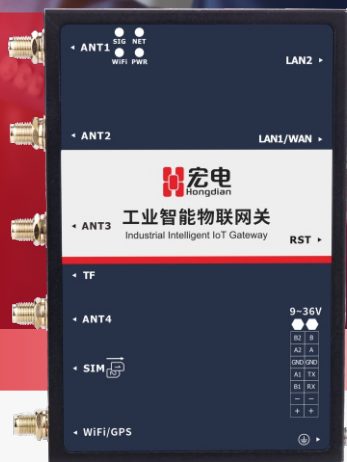 ANT1
SIG NET
WiFi PWR
LAN2
ANT2
LAN1/WAN
宏电
Hongdian
工业智能物联网关
Industrial Intelligent IoT Gateway
ANT3
RST
TF
ANT4
9~36V
B2 B
A2 A
GND GND
A1 TX
B1 RX
- -
+ +
SIM
WiFi/GPS